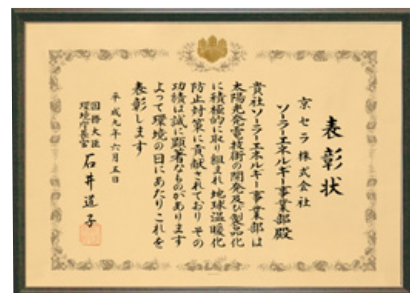 表彰状
京セラ株式会社
ソーラーエネルギー事業部殿
貴社ソーラーエネルギー事業部は
太陽光発電技術の開発及び製品化
に積極的に取り組まれ地球温暖化
防止対策に貢献されており その
功績は誠に顕著なものがあります
よって環境の日にあたりこれを
表彰します
平成九年六月五日
国務大臣
環境庁長官 石井道子